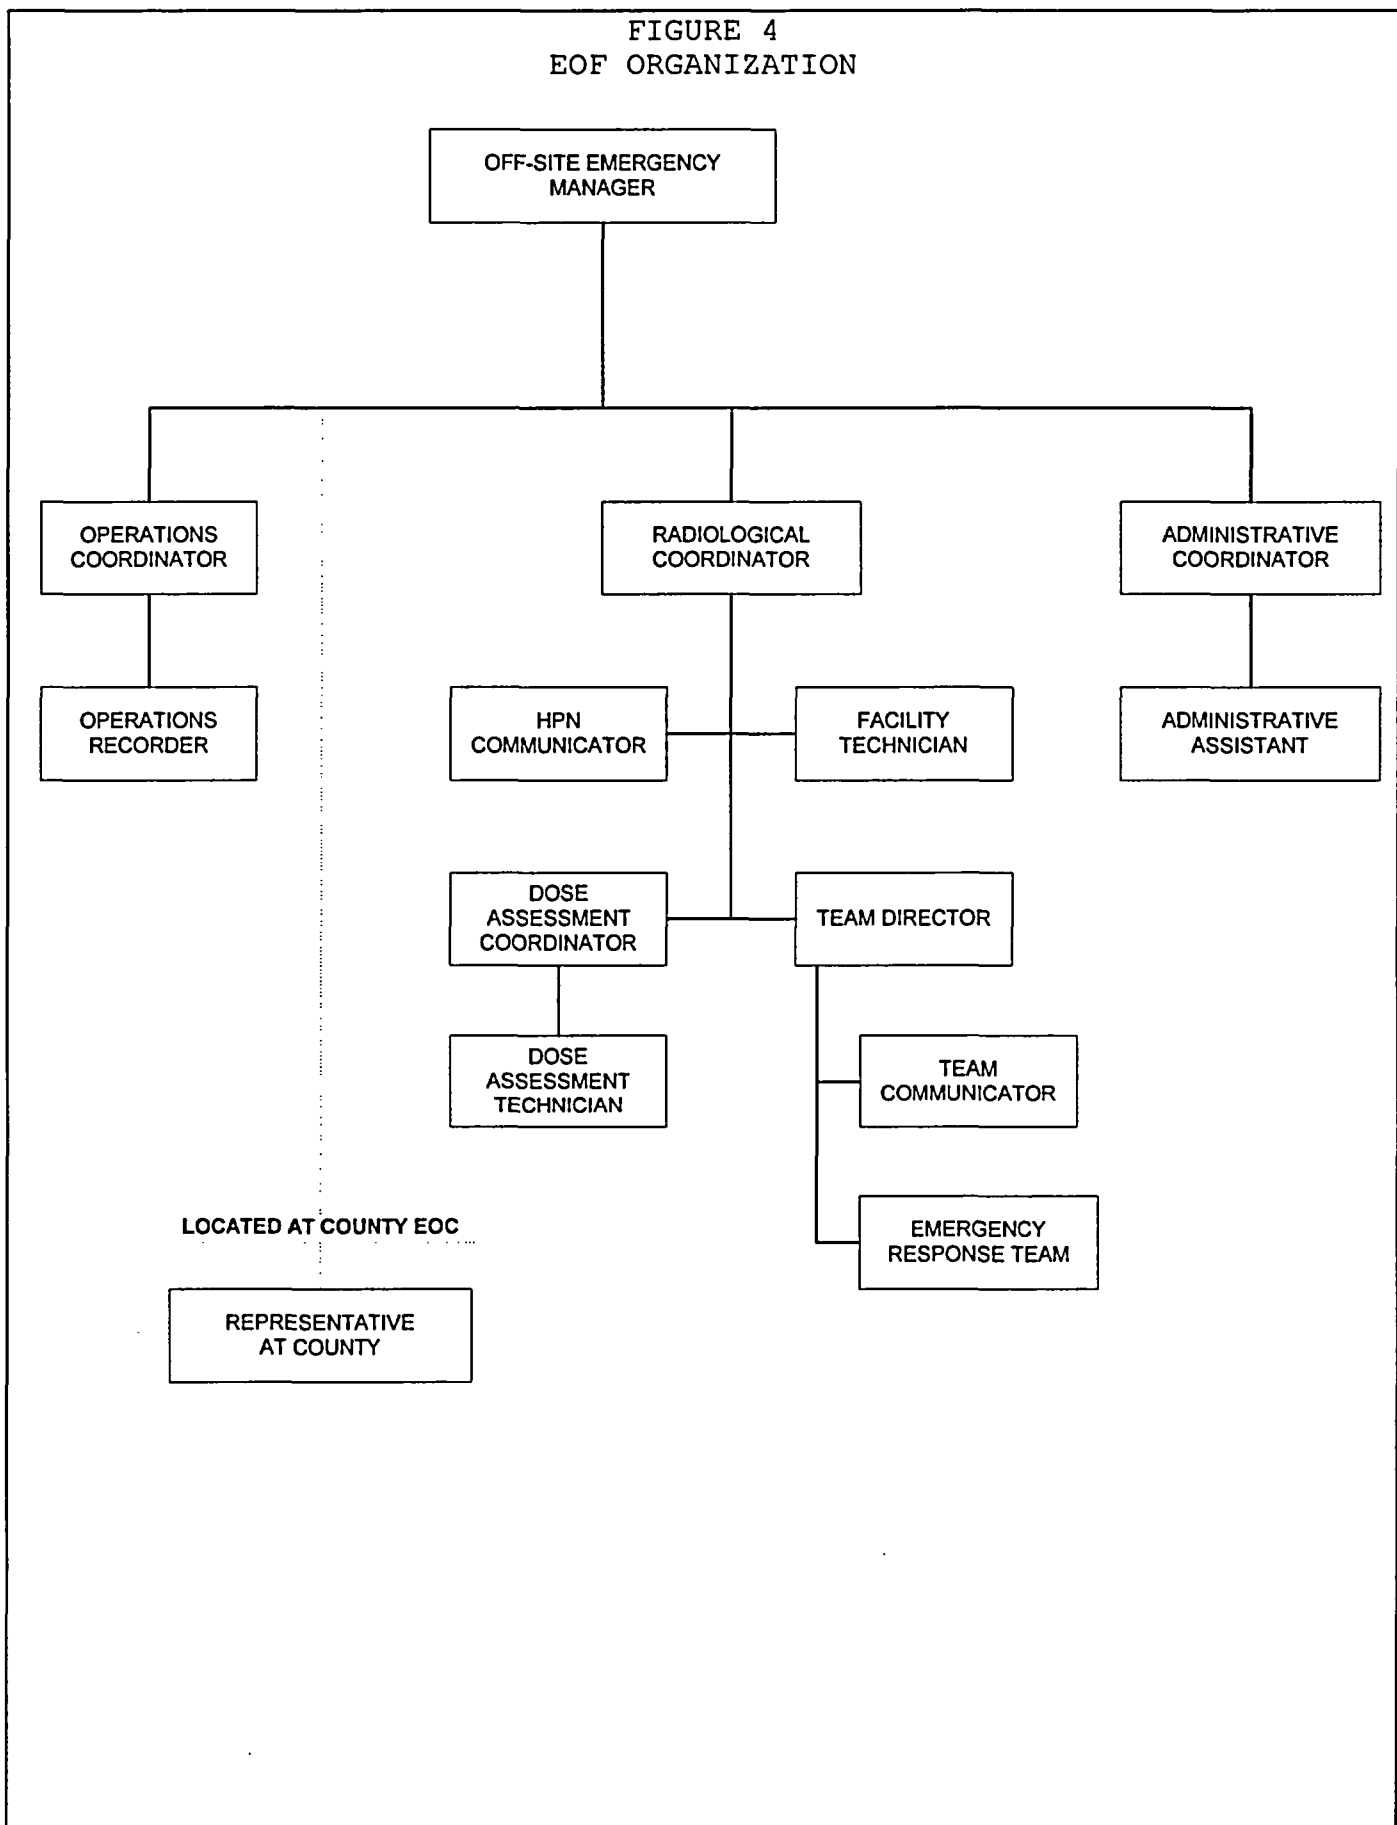 FIGURE 4
EOF ORGANIZATION
OFF-SITE EMERGENCY
MANAGER
OPERATIONS
COORDINATOR
RADIOLOGICAL
COORDINATOR
ADMINISTRATIVE
COORDINATOR
OPERATIONS
RECORDER
HPN
COMMUNICATOR
FACILITY
TECHNICIAN
ADMINISTRATIVE
ASSISTANT
DOSE
ASSESSMENT
COORDINATOR
TEAM DIRECTOR
DOSE
ASSESSMENT
TECHNICIAN
TEAM
COMMUNICATOR
LOCATED AT COUNTY EOC
EMERGENCY
RESPONSE TEAM
REPRESENTATIVE
AT COUNTY